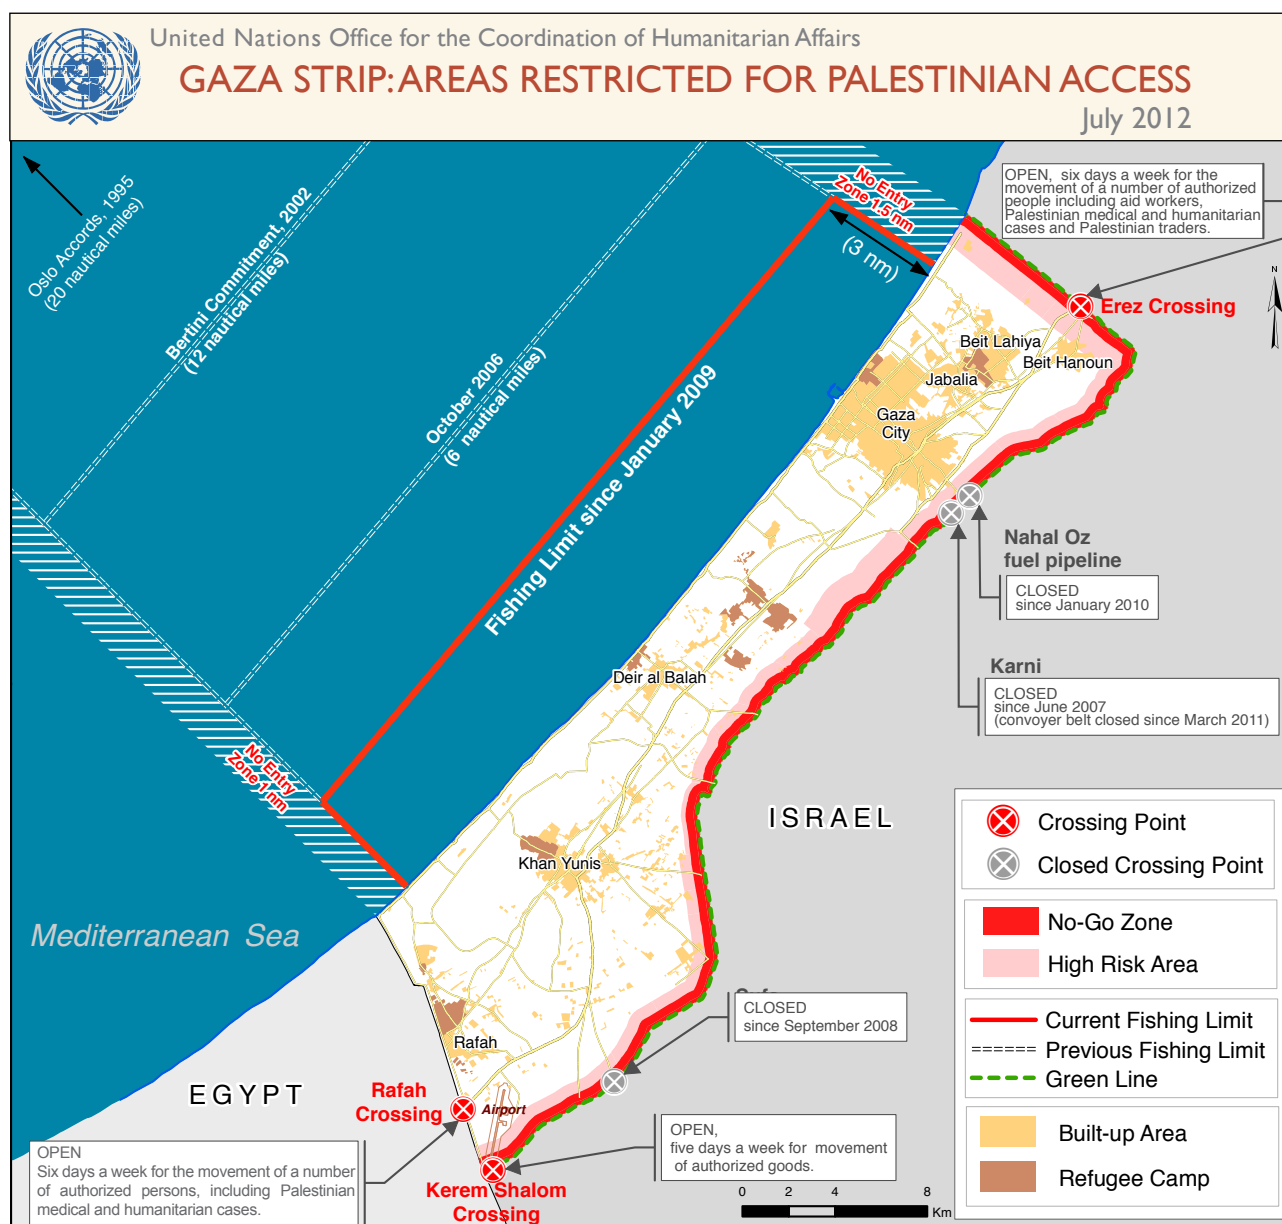 United Nations Office for the Coordination of Humanitarian Affairs
GAZA STRIP: AREAS RESTRICTED FOR PALESTINIAN ACCESS
July 2012
Oslo Accords, 1995
(20 nautical miles)
Bertini Commitment, 2002
(12 nautical miles)
October 2006
(6 nautical miles)
Fishing Limit since January 2009
No Entry
Zone 1.5 nm
(3 nm)
OPEN, six days a week for the
movement of a number of authorized
people including aid workers,
Palestinian medical and humanitarian
cases and Palestinian traders.
N
Erez Crossing
Beit Lahiya
Beit Hanoun
Jabalia
Gaza
City
Nahal Oz
fuel pipeline
CLOSED
since January 2010
Karni
CLOSED
since June 2007
(convoyer belt closed since March 2011)
Deir al Balah
No Entry
Zone 1 nm
ISRAEL
Khan Yunis
Mediterranean Sea
CLOSED
since September 2008
Rafah
EGYPT
Rafah
Crossing
Airport
OPEN
Six days a week for the movement of a number
of authorized persons, including Palestinian
medical and humanitarian cases.
OPEN,
five days a week for movement
of authorized goods.
Kerem Shalom
Crossing
0 2 4 8
Km
Crossing Point
Closed Crossing Point
No-Go Zone
High Risk Area
Current Fishing Limit
Previous Fishing Limit
Green Line
Built-up Area
Refugee Camp